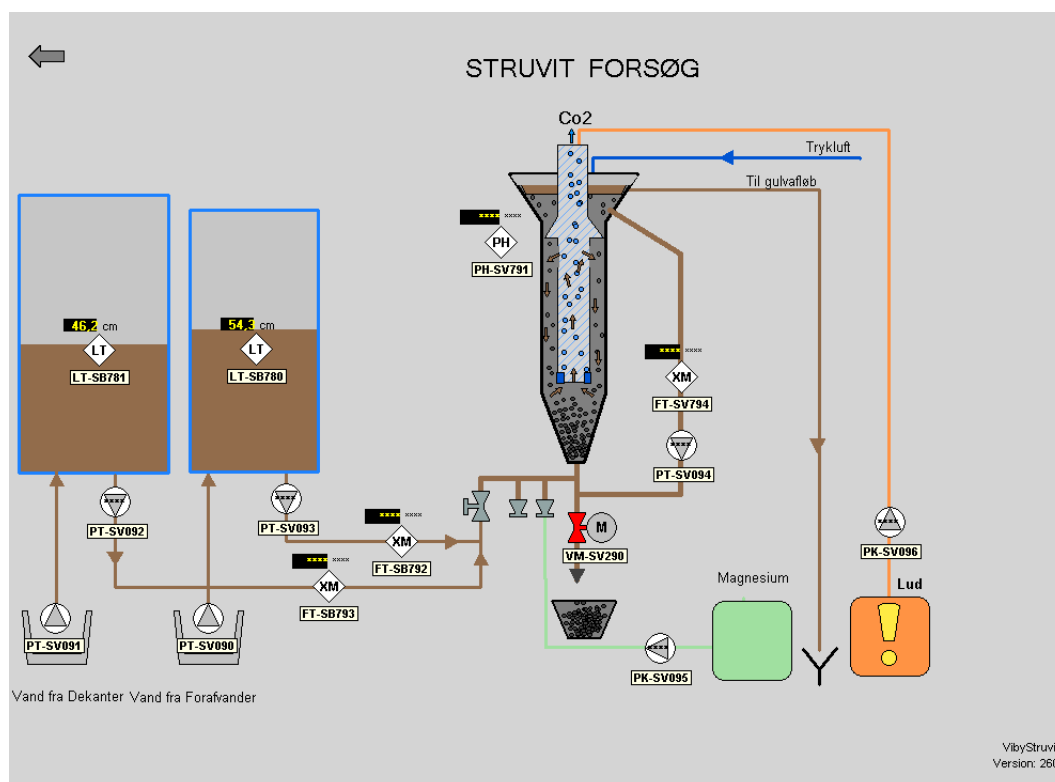 STRUVIT FORSØG
Co2
Trykluft
Til gulvafløb
**** ××××
PH
PH-SV791
46,2 cm
LT
LT-SB781
54,3 cm
LT
LT-SB780
**** ××××
XM
FT-SV794
****
PT-SV094
****
PT-SV092
****
PT-SV093
**** ××××
XM
FT-SB792
**** ××××
XM
FT-SB793
M
VM-SV290
****
PK-SV096
Magnesium
Lud
!
PT-SV091
PT-SV090
****
PK-SV095
Vand fra Dekanter
Vand fra Forafvander
VibyStruvi
Version: 260